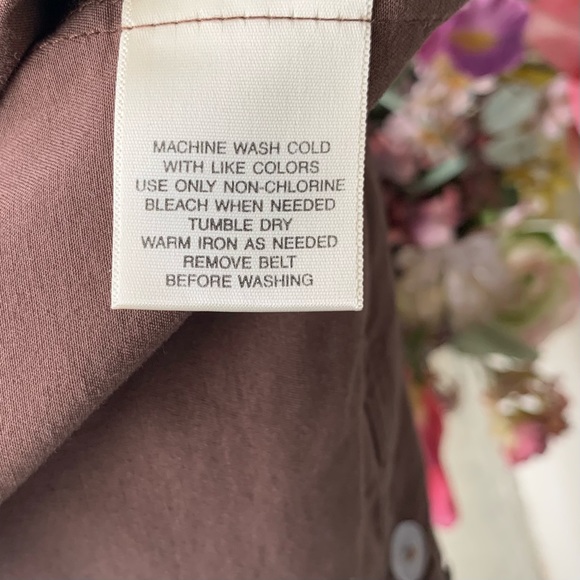 MACHINE WASH COLD
WITH LIKE COLORS
USE ONLY NON-CHLORINE
BLEACH WHEN NEEDED
TUMBLE DRY
WARM IRON AS NEEDED
REMOVE BELT
BEFORE WASHING